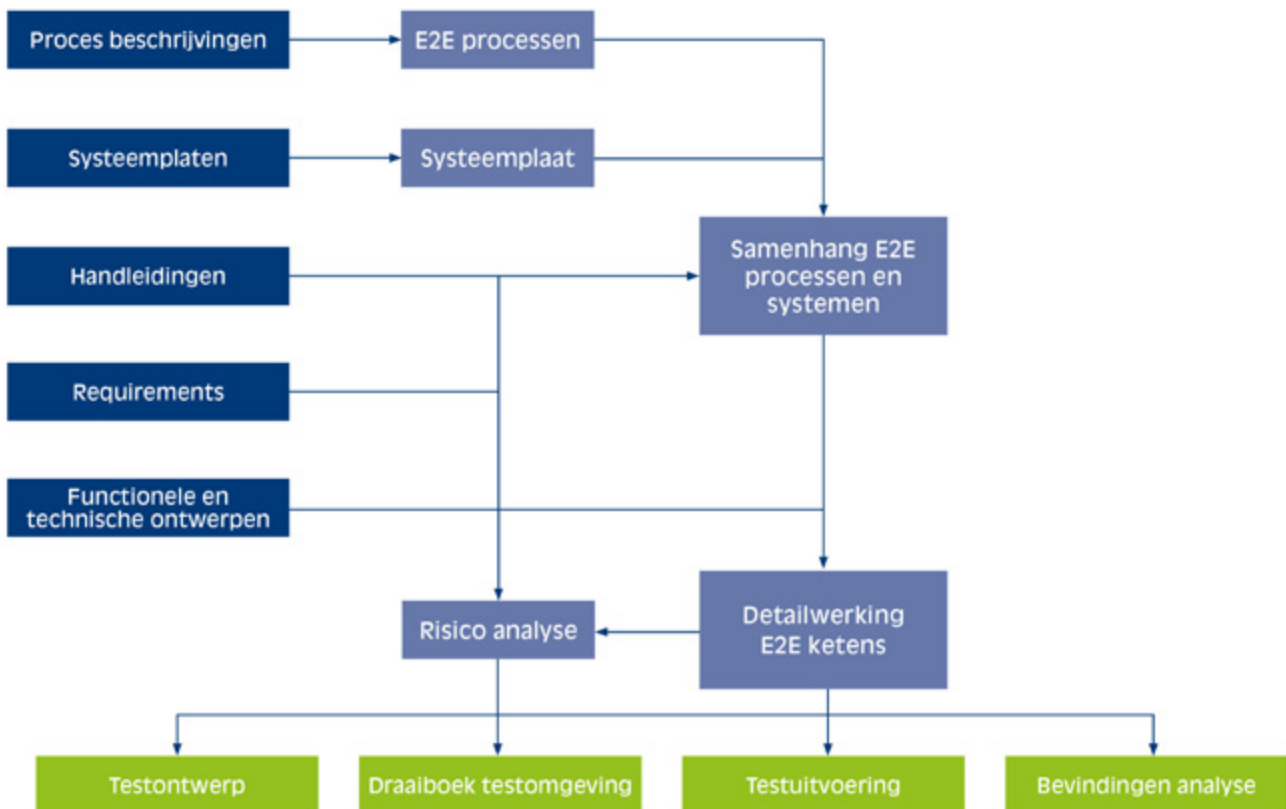 Proces beschrijvingen
E2E processen
Systeemplaten
Systeemplaat
Handleidingen
Samenhang E2E
processen en
systemen
Requirements
Functionele en
technische ontwerpen
Risico analyse
Detailwerking
E2E ketens
Testontwerp
Draaiboek testomgeving
Testuitvoering
Bevindingen analyse